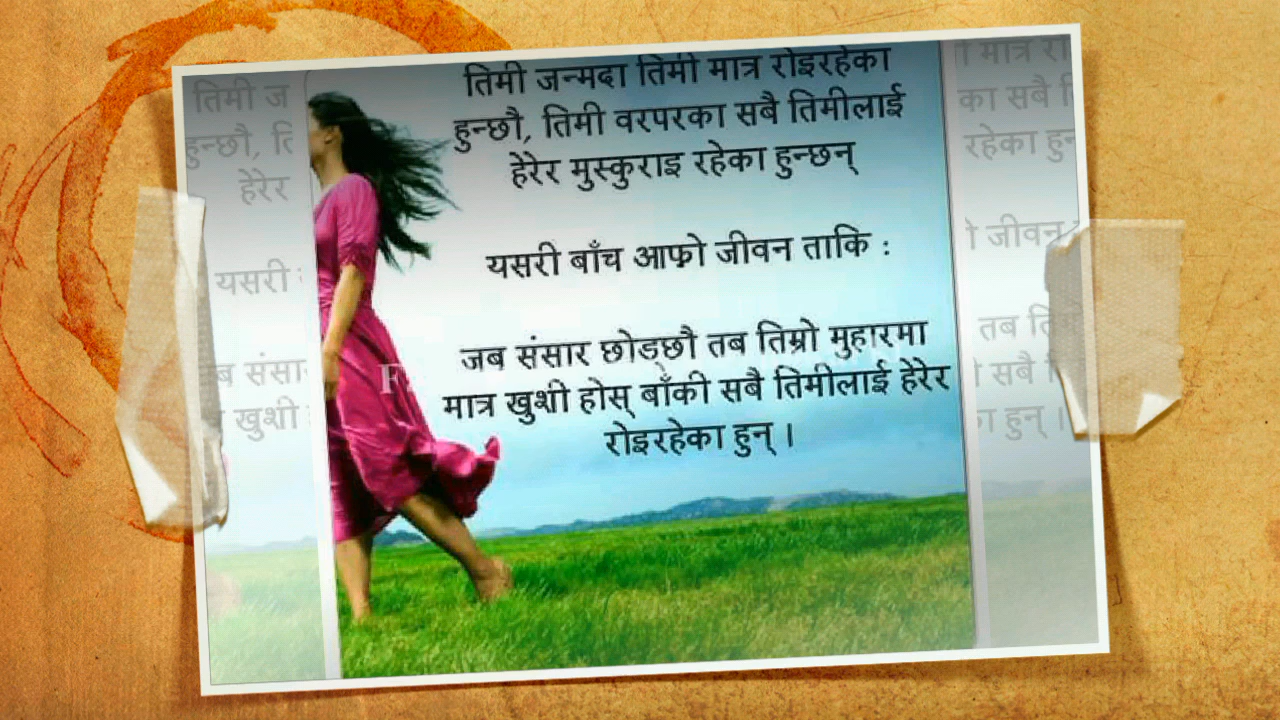 तिमी जन्मदा तिमी मात्र रोइरहेका
हुन्छौ, तिमी वरपरका सबै तिमीलाई
हेरेर मुस्कुराइ रहेका हुन्छन्
यसरी बाँच आफ्नो जीवन ताकि :
जब संसार छोड्छौ तब तिम्रो मुहारमा
मात्र खुशी होस् बाँकी सबै तिमीलाई हेरेर
रोइरहेका हुन् ।